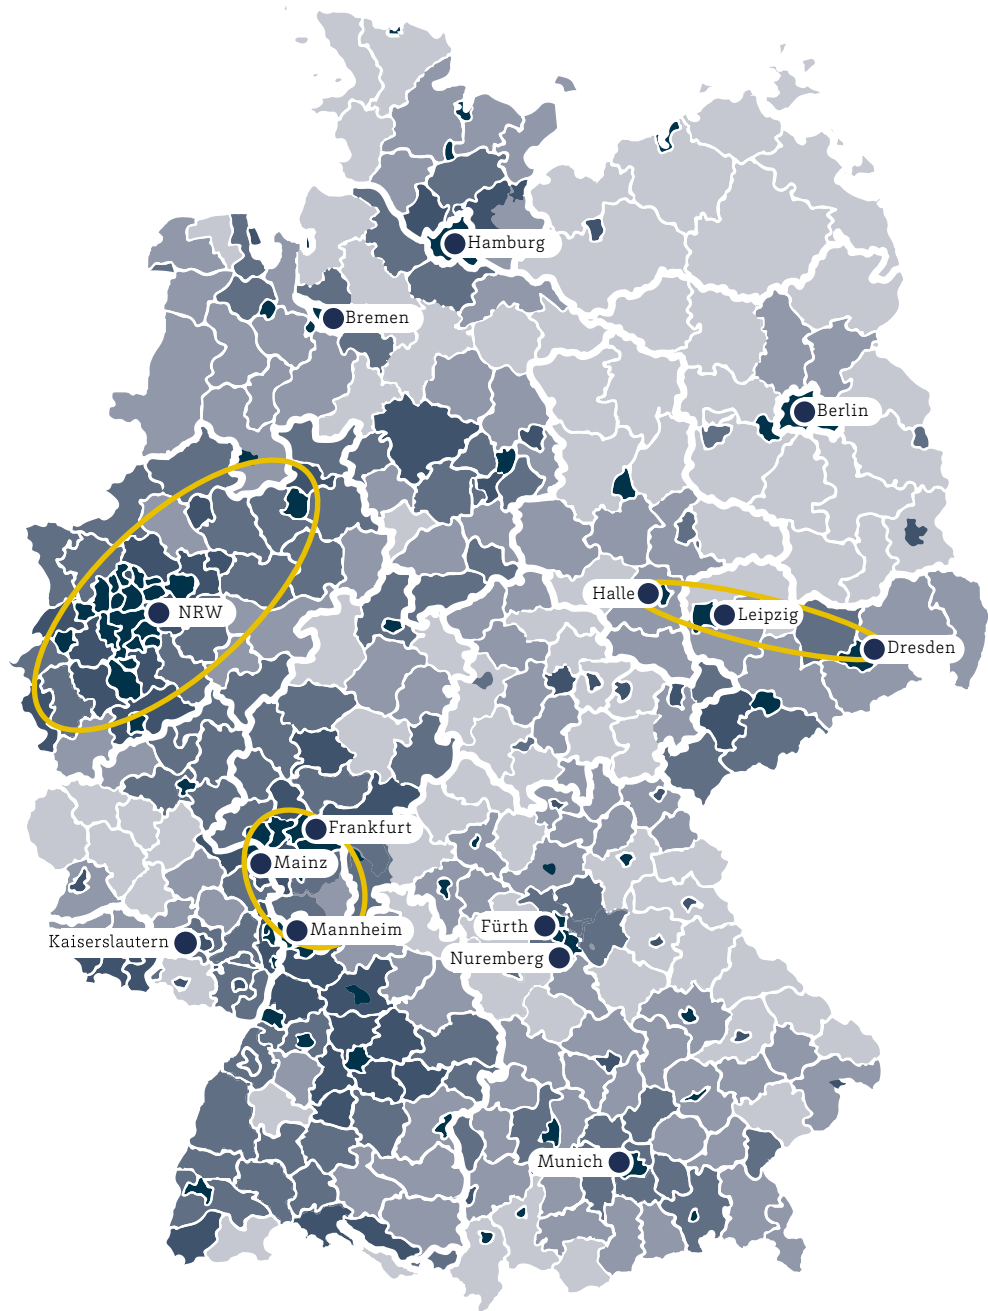 Hamburg
Bremen
Berlin
Halle
NRW
Leipzig
Dresden
Frankfurt
Mainz
Fürth
Mannheim
Kaiserslautern
Nuremberg
Munich